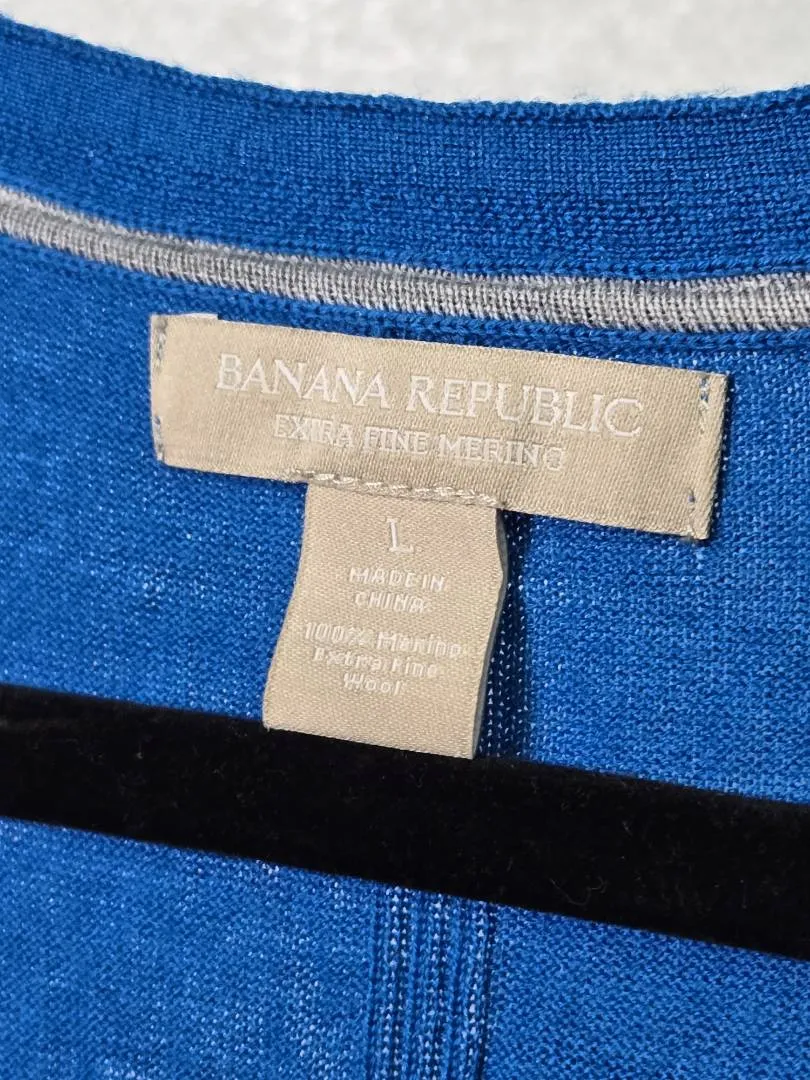 BANANA REPUBLIC
EXTRA FINE MERINO
L
MADE IN
CHINA
100% Merino
Extra Fine
Wool